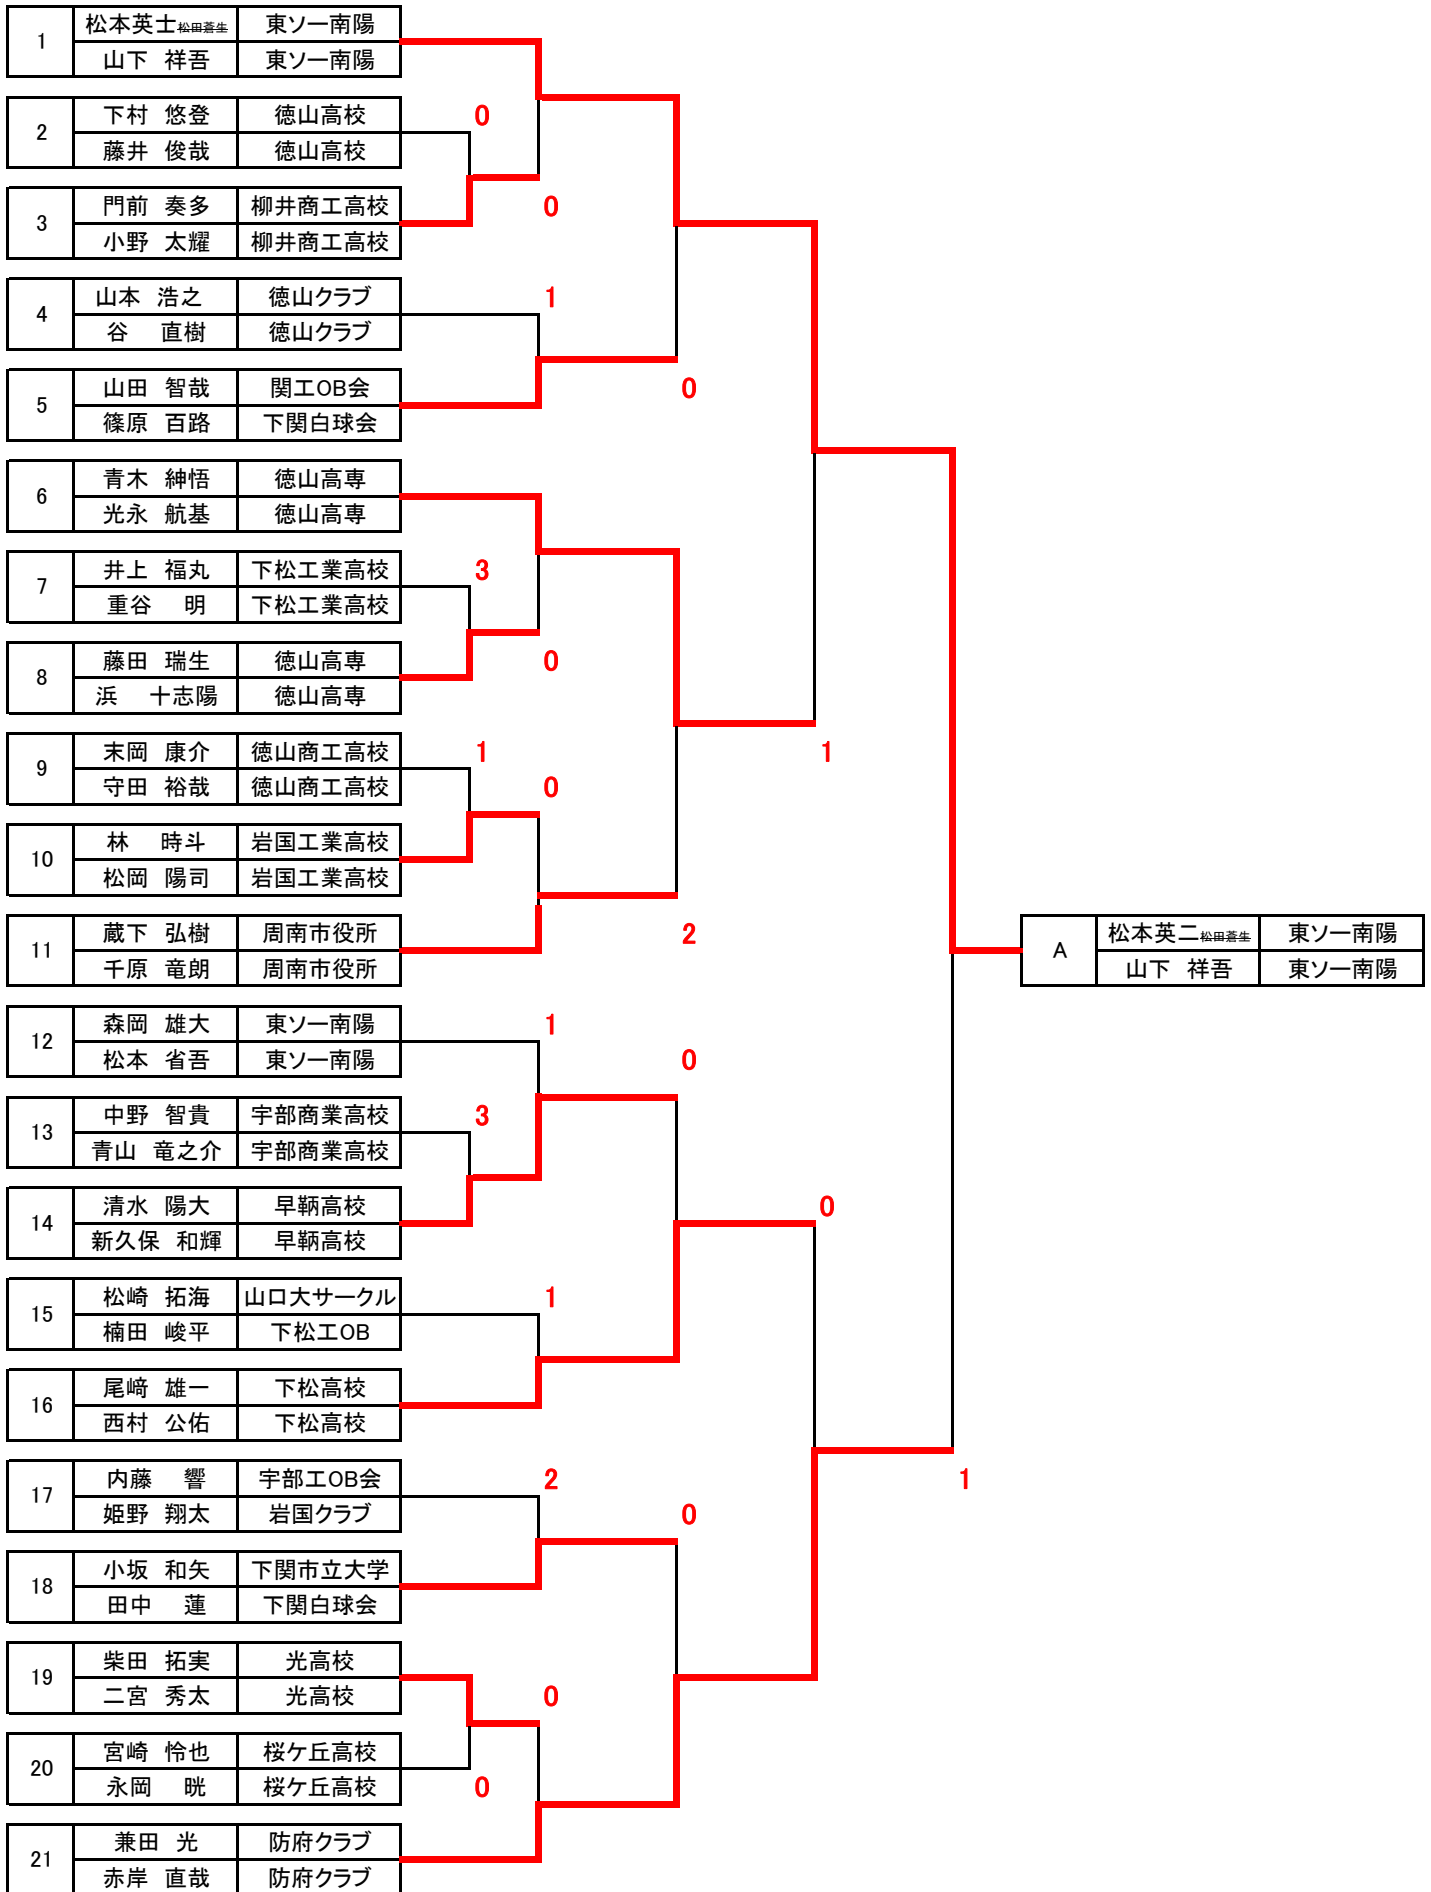 1 松本英士松田蒼生 東ソー南陽
山下 祥吾 東ソー南陽
2 下村 悠登 徳山高校 0
藤井 俊哉 徳山高校
3 門前 奏多 柳井商工高校 0
小野 太耀 柳井商工高校
4 山本 浩之 徳山クラブ 1
谷 直樹 徳山クラブ
5 山田 智哉 関工OB会 0
篠原 百路 下関白球会
6 青木 紳悟 徳山高専
光永 航基 徳山高専
7 井上 福丸 下松工業高校 3
重谷 明 下松工業高校
8 藤田 瑞生 徳山高専 0
浜 十志陽 徳山高専
9 末岡 康介 徳山商工高校 1 1
守田 裕哉 徳山商工高校 0
10 林 時斗 岩国工業高校
松岡 陽司 岩国工業高校
11 蔵下 弘樹 周南市役所 2
千原 竜朗 周南市役所
A 松本英二松田蒼生 東ソー南陽
山下 祥吾 東ソー南陽
12 森岡 雄大 東ソー南陽 1
松本 省吾 東ソー南陽 0
13 中野 智貴 宇部商業高校 3
青山 竜之介 宇部商業高校
14 清水 陽大 早鞆高校 0
新久保 和輝 早鞆高校
15 松崎 拓海 山口大サークル 1
楠田 峻平 下松工OB
16 尾﨑 雄一 下松高校
西村 公佑 下松高校
17 内藤 響 宇部工OB会 2 1
姫野 翔太 岩国クラブ 0
18 小坂 和矢 下関市立大学
田中 蓮 下関白球会
19 柴田 拓実 光高校
二宮 秀太 光高校 0
20 宮崎 怜也 桜ケ丘高校
永岡 晄 桜ケ丘高校 0
21 兼田 光 防府クラブ
赤岸 直哉 防府クラブ